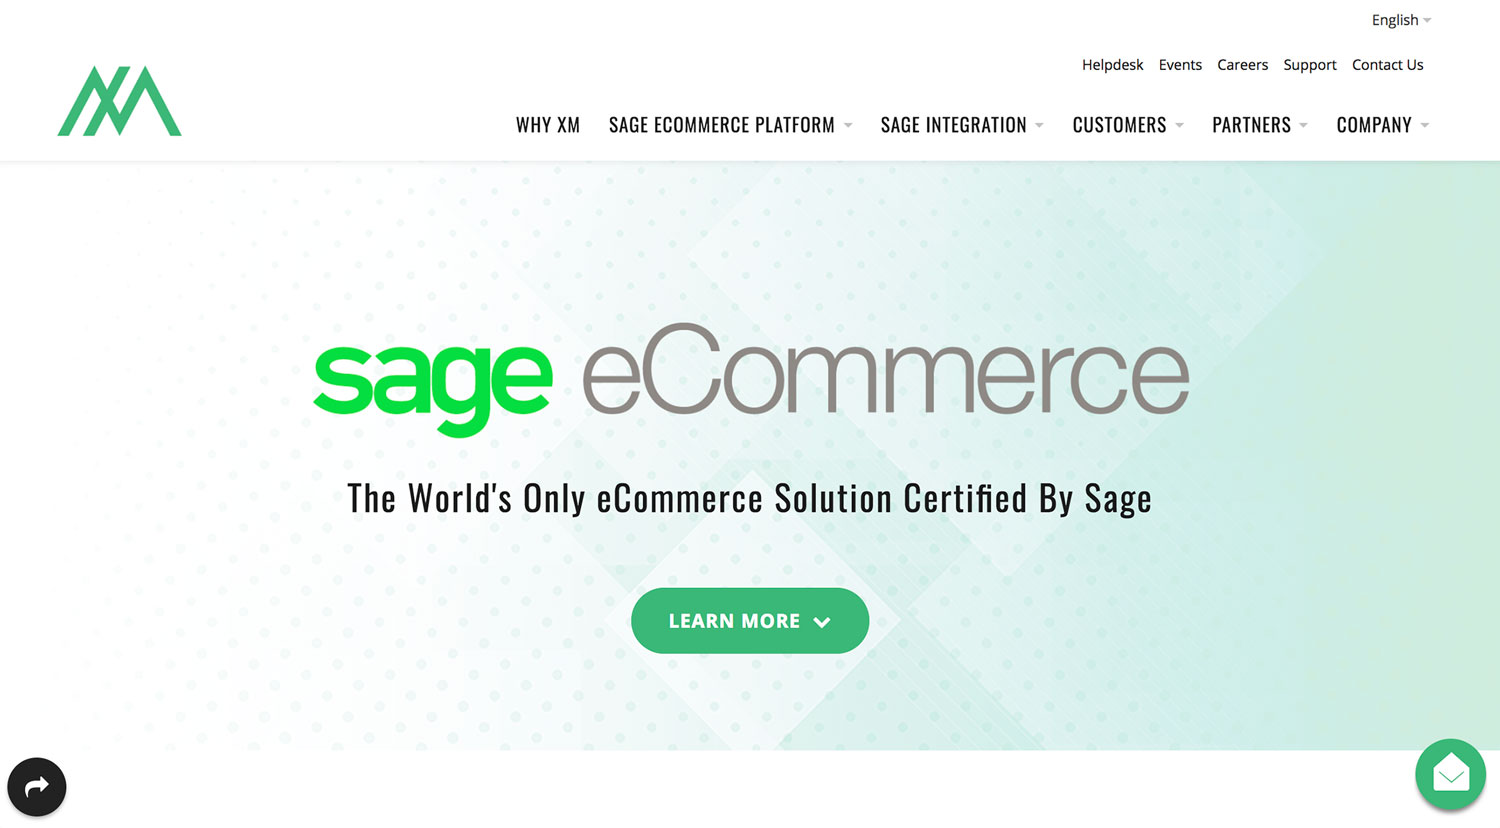 English
Helpdesk Events Careers Support Contact Us
WHY XM SAGE ECOMMERCE PLATFORM SAGE INTEGRATION CUSTOMERS PARTNERS COMPANY
sage eCommerce
The World's Only eCommerce Solution Certified By Sage
LEARN MORE